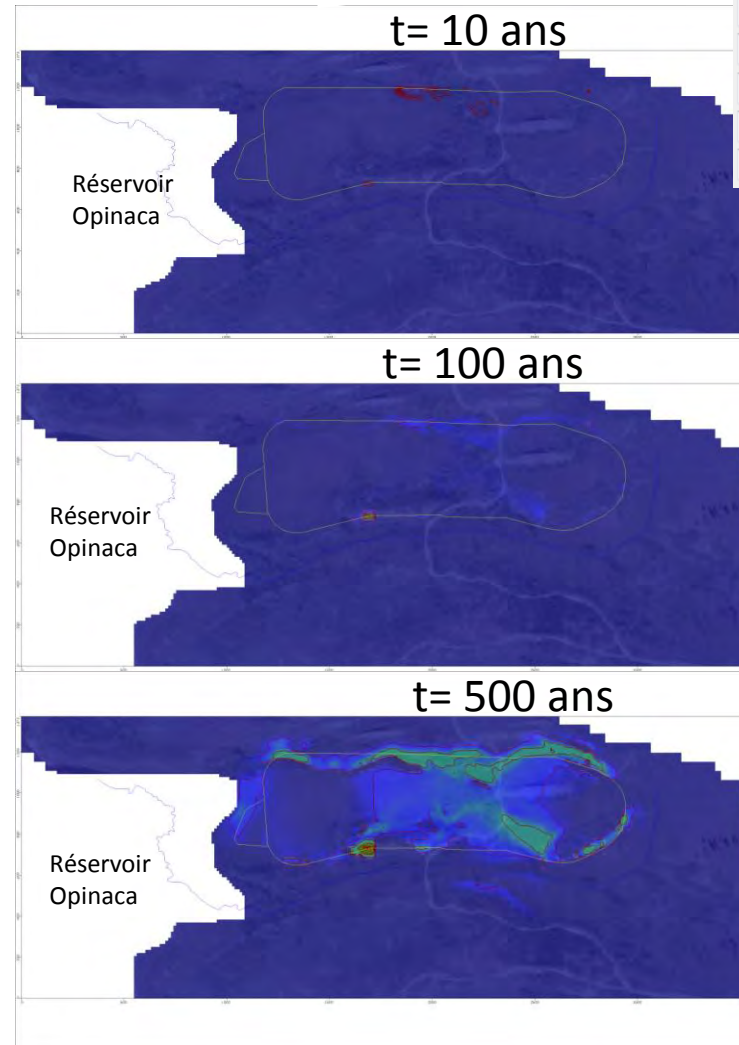 t= 10 ans
Réservoir
Opinaca
t= 100 ans
Réservoir
Opinaca
t= 500 ans
Réservoir
Opinaca